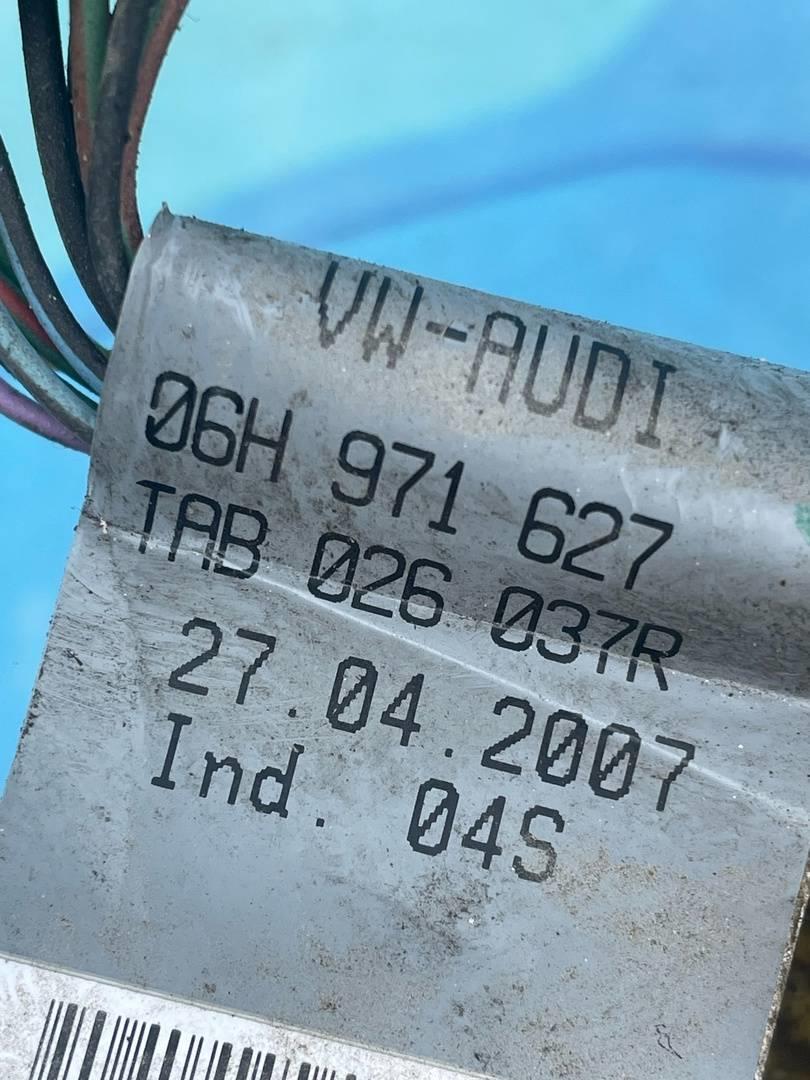 VW-AUDI
06H 971 627
TAB 026 037R
27.04.2007
Ind. 04S